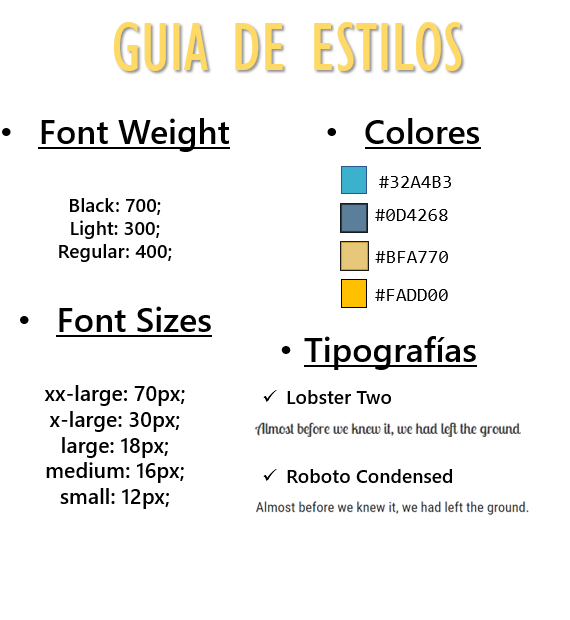 GUIA DE ESTILOS
• Font Weight
Black: 700;
Light: 300;
Regular: 400;
• Font Sizes
xx-large: 70px;
x-large: 30px;
large: 18px;
medium: 16px;
small: 12px;
• Colores
#32A4B3
#0D4268
#BFA770
#FADD00
• Tipografías
✓ Lobster Two
Almost before we knew it, we had left the ground
✓ Roboto Condensed
Almost before we knew it, we had left the ground.